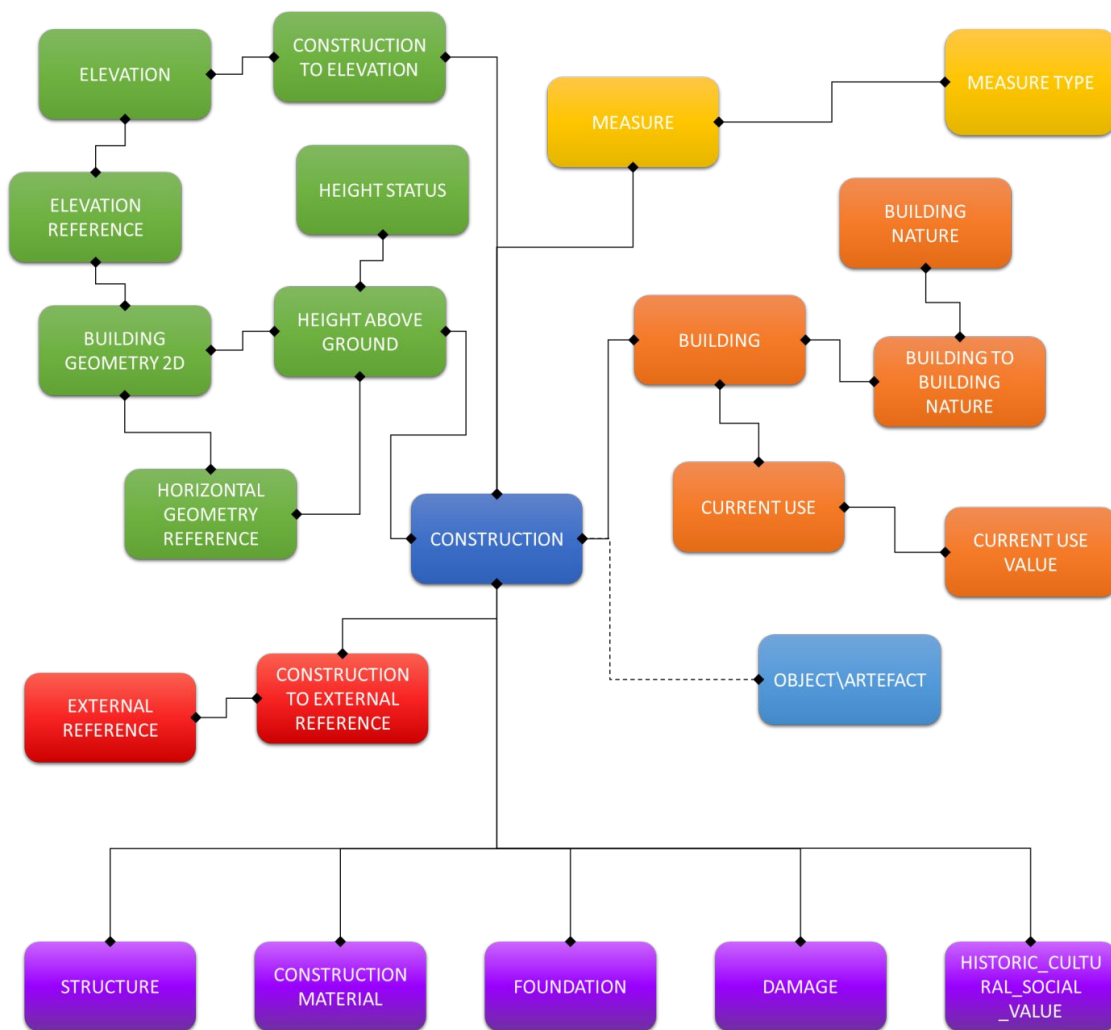 ELEVATION
CONSTRUCTION
TO ELEVATION
MEASURE
MEASURE TYPE
ELEVATION
REFERENCE
HEIGHT STATUS
BUILDING
NATURE
BUILDING
GEOMETRY 2D
HEIGHT ABOVE
GROUND
BUILDING
BUILDING TO
BUILDING
NATURE
HORIZONTAL
GEOMETRY
REFERENCE
CONSTRUCTION
CURRENT USE
CURRENT USE
VALUE
EXTERNAL
REFERENCE
CONSTRUCTION
TO EXTERNAL
REFERENCE
OBJECT\ARTEFACT
STRUCTURE
CONSTRUCTION
MATERIAL
FOUNDATION
DAMAGE
HISTORIC_CULTU
RAL_SOCIAL
_VALUE